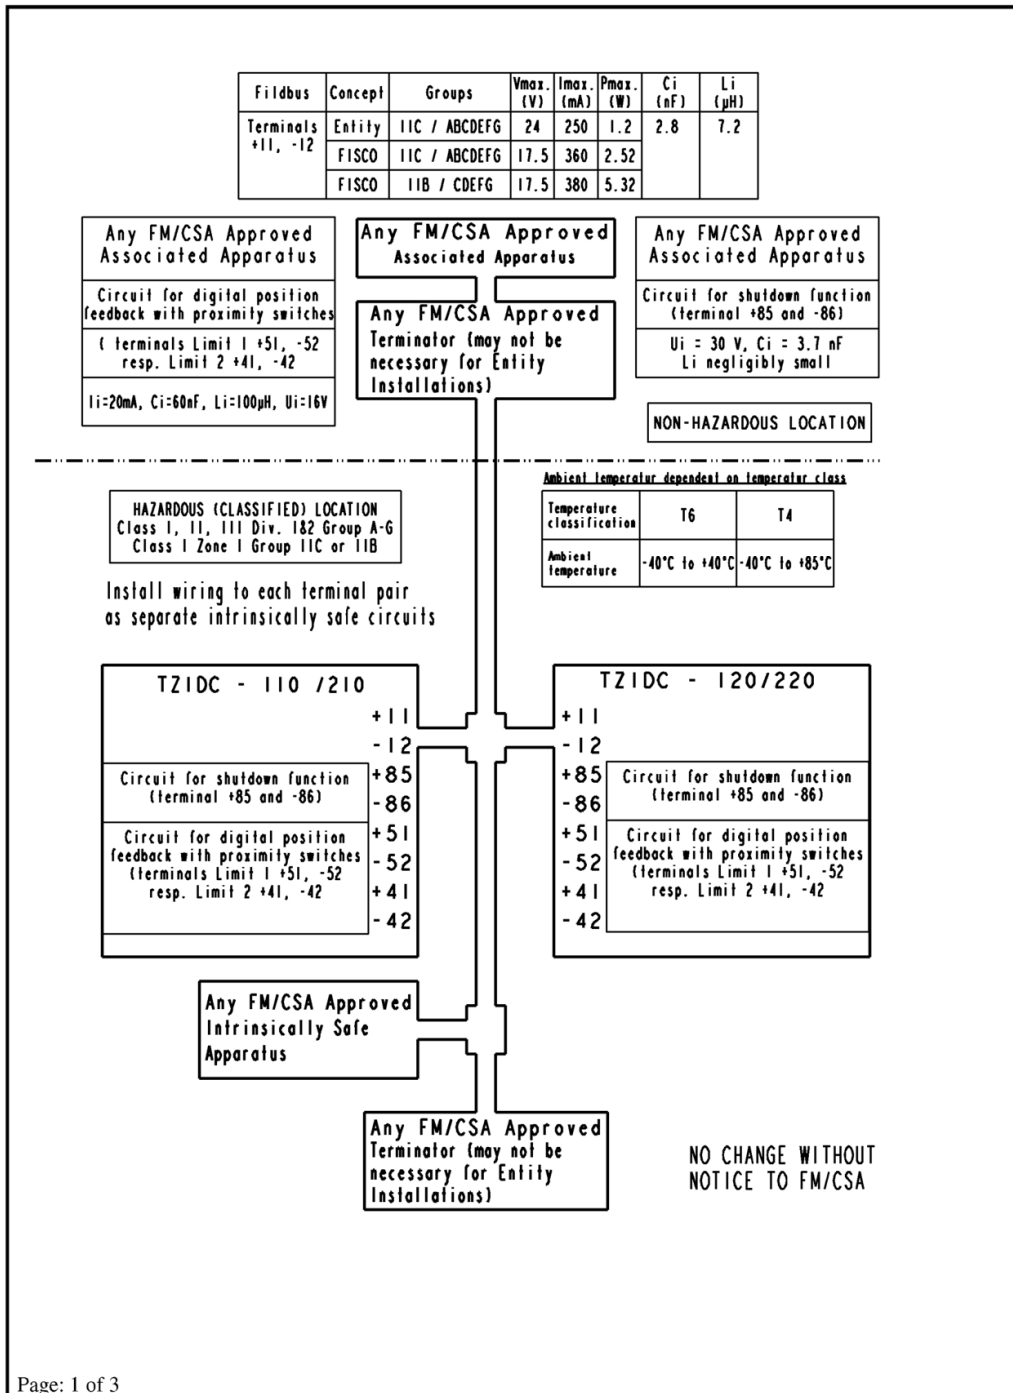 Fildbus Concept Groups Vmax. (V) Imax. (mA) Pmax. (W) Ci (nF) Li (µH)
Terminals +11, -12 Entity IIC / ABCDEFG 24 250 1.2 2.8 7.2
FISCO IIC / ABCDEFG 17.5 360 2.52
FISCO IIB / CDEFG 17.5 380 5.32
Any FM/CSA Approved
Associated Apparatus
Circuit for digital position
feedback with proximity switches
( terminals Limit 1 +51, -52
resp. Limit 2 +41, -42
Ii=20mA, Ci=60nF, Li=100µH, Ui=16V
Any FM/CSA Approved
Associated Apparatus
Any FM/CSA Approved
Terminator (may not be
necessary for Entity
Installations)
Any FM/CSA Approved
Associated Apparatus
Circuit for shutdown function
(terminal +85 and -86)
Ui = 30 V, Ci = 3.7 nF
Li negligibly small
NON-HAZARDOUS LOCATION
HAZARDOUS (CLASSIFIED) LOCATION
Class I, II, III Div. 1&2 Group A-G
Class I Zone 1 Group IIC or IIB
Install wiring to each terminal pair
as separate intrinsically safe circuits
Ambient temperatur dependent on temperatur class
Temperature classification T6 T4
Ambient temperature -40°C to +40°C -40°C to +85°C
TZIDC - 110 /210
+11
-12
+85
-86
+51
-52
+41
-42
Circuit for shutdown function
(terminal +85 and -86)
Circuit for digital position
feedback with proximity switches
(terminals Limit 1 +51, -52
resp. Limit 2 +41, -42
TZIDC - 120/220
+11
-12
+85
-86
+51
-52
+41
-42
Circuit for shutdown function
(terminal +85 and -86)
Circuit for digital position
feedback with proximity switches
(terminals Limit 1 +51, -52
resp. Limit 2 +41, -42
Any FM/CSA Approved
Intrinsically Safe
Apparatus
Any FM/CSA Approved
Terminator (may not be
necessary for Entity
Installations)
NO CHANGE WITHOUT
NOTICE TO FM/CSA
Page: 1 of 3